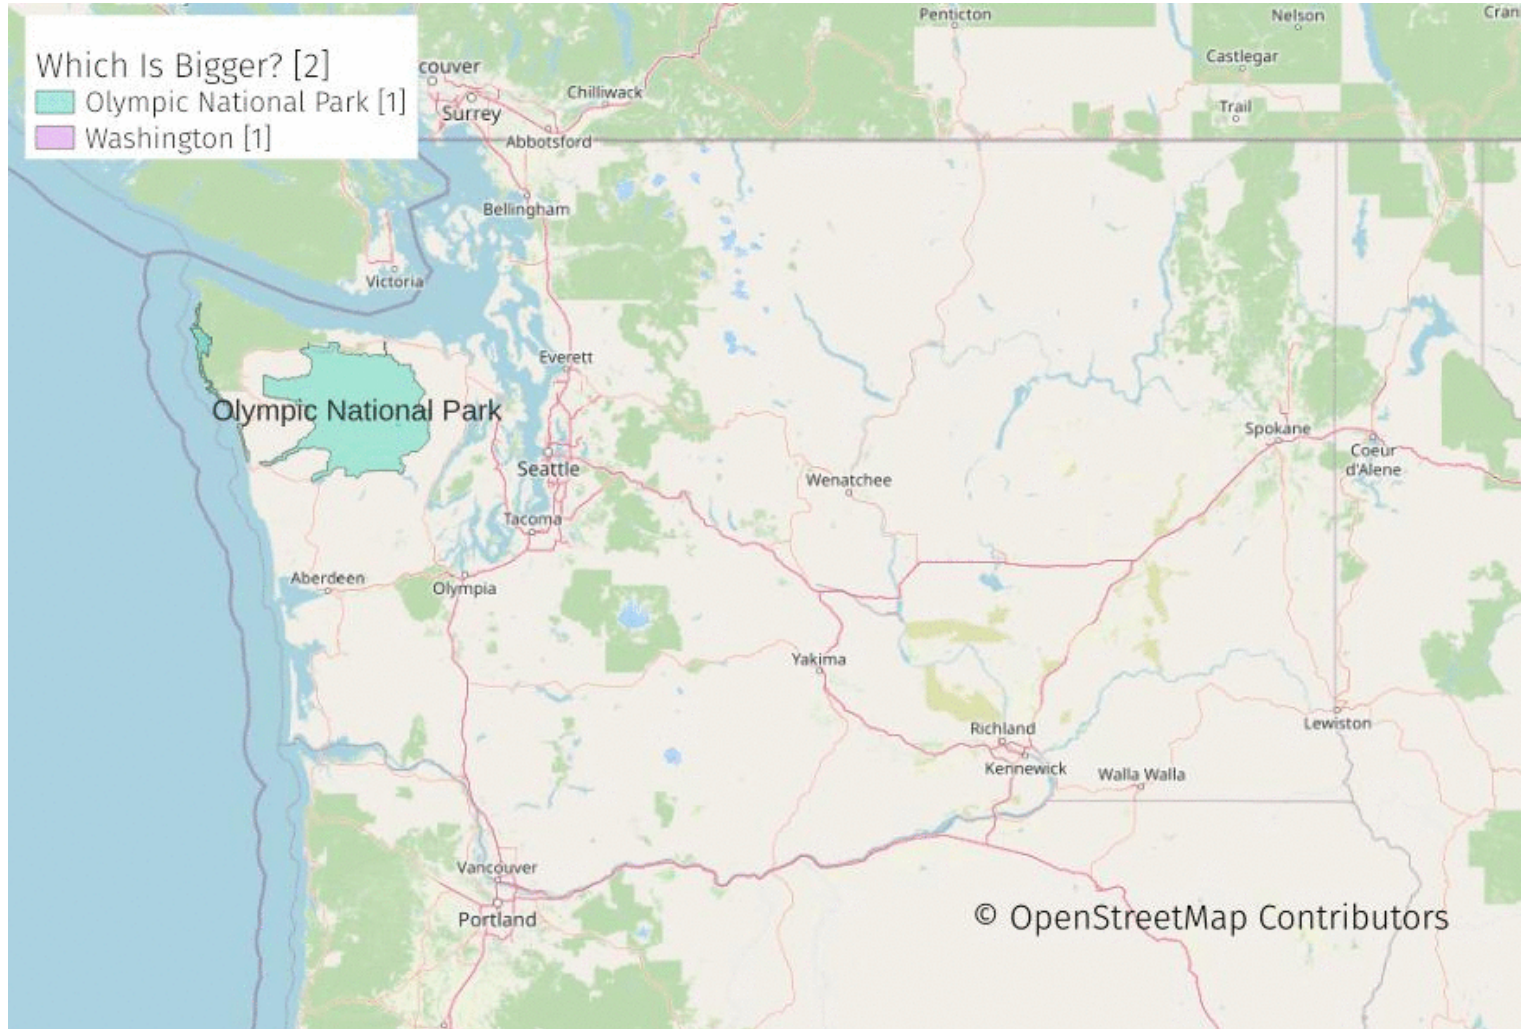 Which Is Bigger? [2]
Olympic National Park [1]
Washington [1]
couver
Surrey
Chilliwack
Abbotsford
Penticton
Nelson
Cran
Castlegar
Trail
Bellingham
Victoria
Everett
Olympic National Park
Seattle
Spokane
Coeur
d'Alene
Wenatchee
Tacoma
Aberdeen
Olympia
Yakima
Richland
Lewiston
Kennewick
Walla Walla
Vancouver
Portland
© OpenStreetMap Contributors